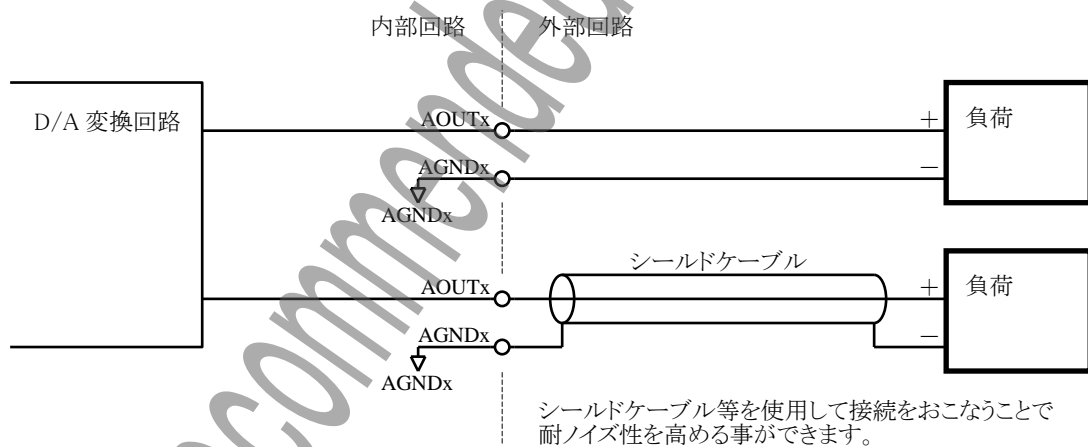 内部回路
外部回路
D/A 変換回路
AOUTx
+
負荷
AGNDx
−
AGNDx
シールドケーブル
AOUTx
+
負荷
AGNDx
−
AGNDx
シールドケーブル等を使用して接続をおこなうことで
耐ノイズ性を高める事ができます。
ecommended